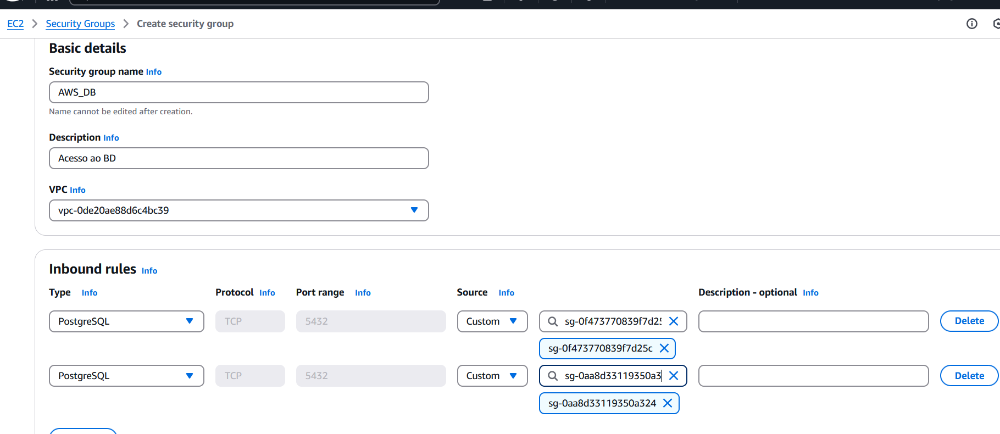 EC2 Security Groups Create security group
Basic details
Security group name Info
AWS_DB
Name cannot be edited after creation.
Description Info
Acesso ao BD
VPC Info
vpc-0de20ae88d6c4bc39
Inbound rules Info
Type Info Protocol Info Port range Info Source Info Description - optional Info
PostgreSQL TCP 5432 Custom sg-0f473770839f7d25 Delete
sg-0f473770839f7d25c
PostgreSQL TCP 5432 Custom sg-0aa8d33119350a3 Delete
sg-0aa8d33119350a324